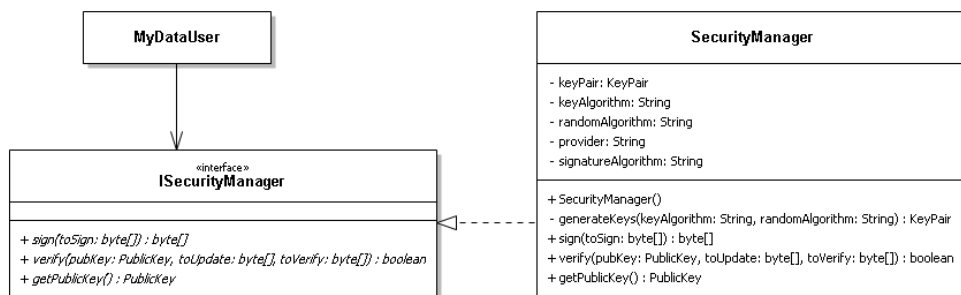 MyDataUser
«interface»
ISecurityManager
+ sign(toSign: byte[]) : byte[]
+ verify(pubKey: PublicKey, toUpdate: byte[], toVerify: byte[]) : boolean
+ getPublicKey() : PublicKey
SecurityManager
- keyPair: KeyPair
- keyAlgorithm: String
- randomAlgorithm: String
- provider: String
- signatureAlgorithm: String
+ SecurityManager()
- generateKeys(keyAlgorithm: String, randomAlgorithm: String) : KeyPair
+ sign(toSign: byte[]) : byte[]
+ verify(pubKey: PublicKey, toUpdate: byte[], toVerify: byte[]) : boolean
+ getPublicKey() : PublicKey